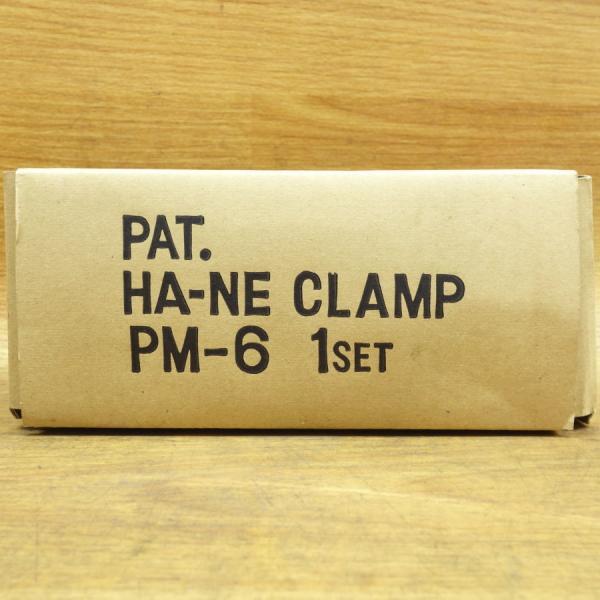 PAT.
HA-NE CLAMP
PM-6 1SET